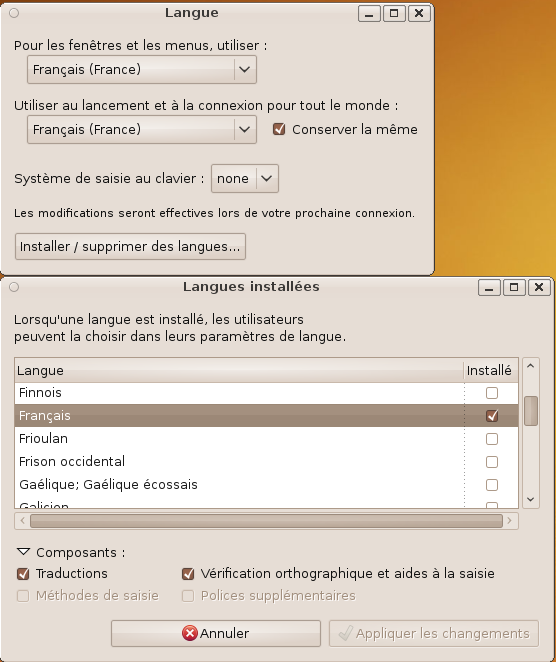 Langue
Pour les fenêtres et les menus, utiliser :
Français (France)
Utiliser au lancement et à la connexion pour tout le monde :
Français (France)
Conserver la même
Système de saisie au clavier :
none
Les modifications seront effectives lors de votre prochaine connexion.
Installer / supprimer des langues...
Langues installées
Lorsqu'une langue est installé, les utilisateurs
peuvent la choisir dans leurs paramètres de langue.
Langue Installé
Finnois
Français
Frioulan
Frison occidental
Gaélique; Gaélique écossais
Galicien
Composants :
Traductions
Vérification orthographique et aides à la saisie
Méthodes de saisie
Polices supplémentaires
Annuler
Appliquer les changements